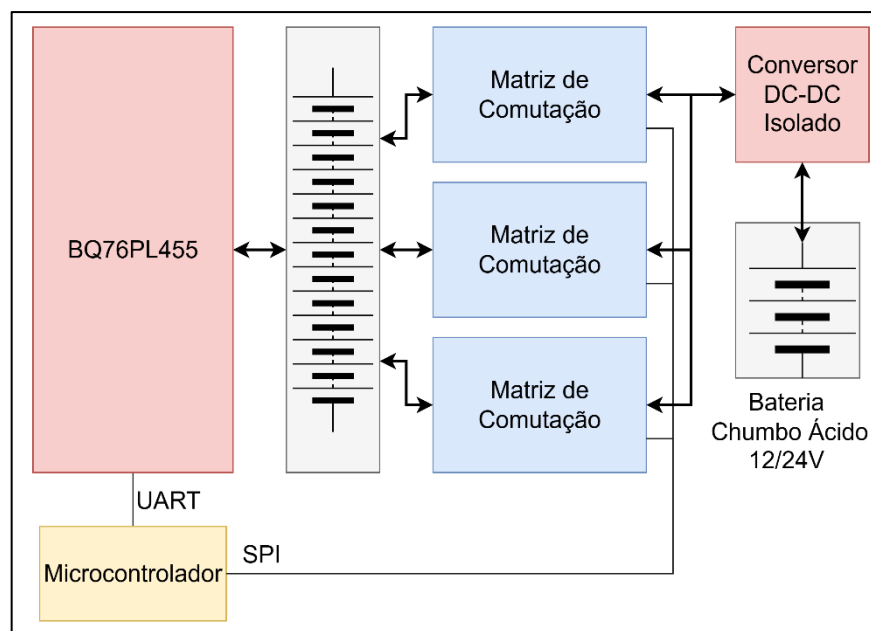 BQ76PL455
Matriz de
Comutação
Matriz de
Comutação
Matriz de
Comutação
Conversor
DC-DC
Isolado
Bateria
Chumbo Ácido
12/24V
UART
Microcontrolador
SPI